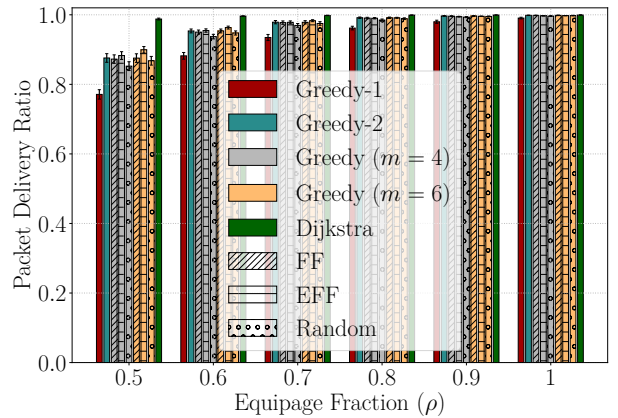 Packet Delivery Ratio
1.0
0.8
0.6
0.4
0.2
0.0
Greedy-1
Greedy-2
Greedy (m = 4)
Greedy (m = 6)
Dijkstra
FF
EFF
Random
0.5 0.6 0.7 0.8 0.9 1
Equipage Fraction (ρ)